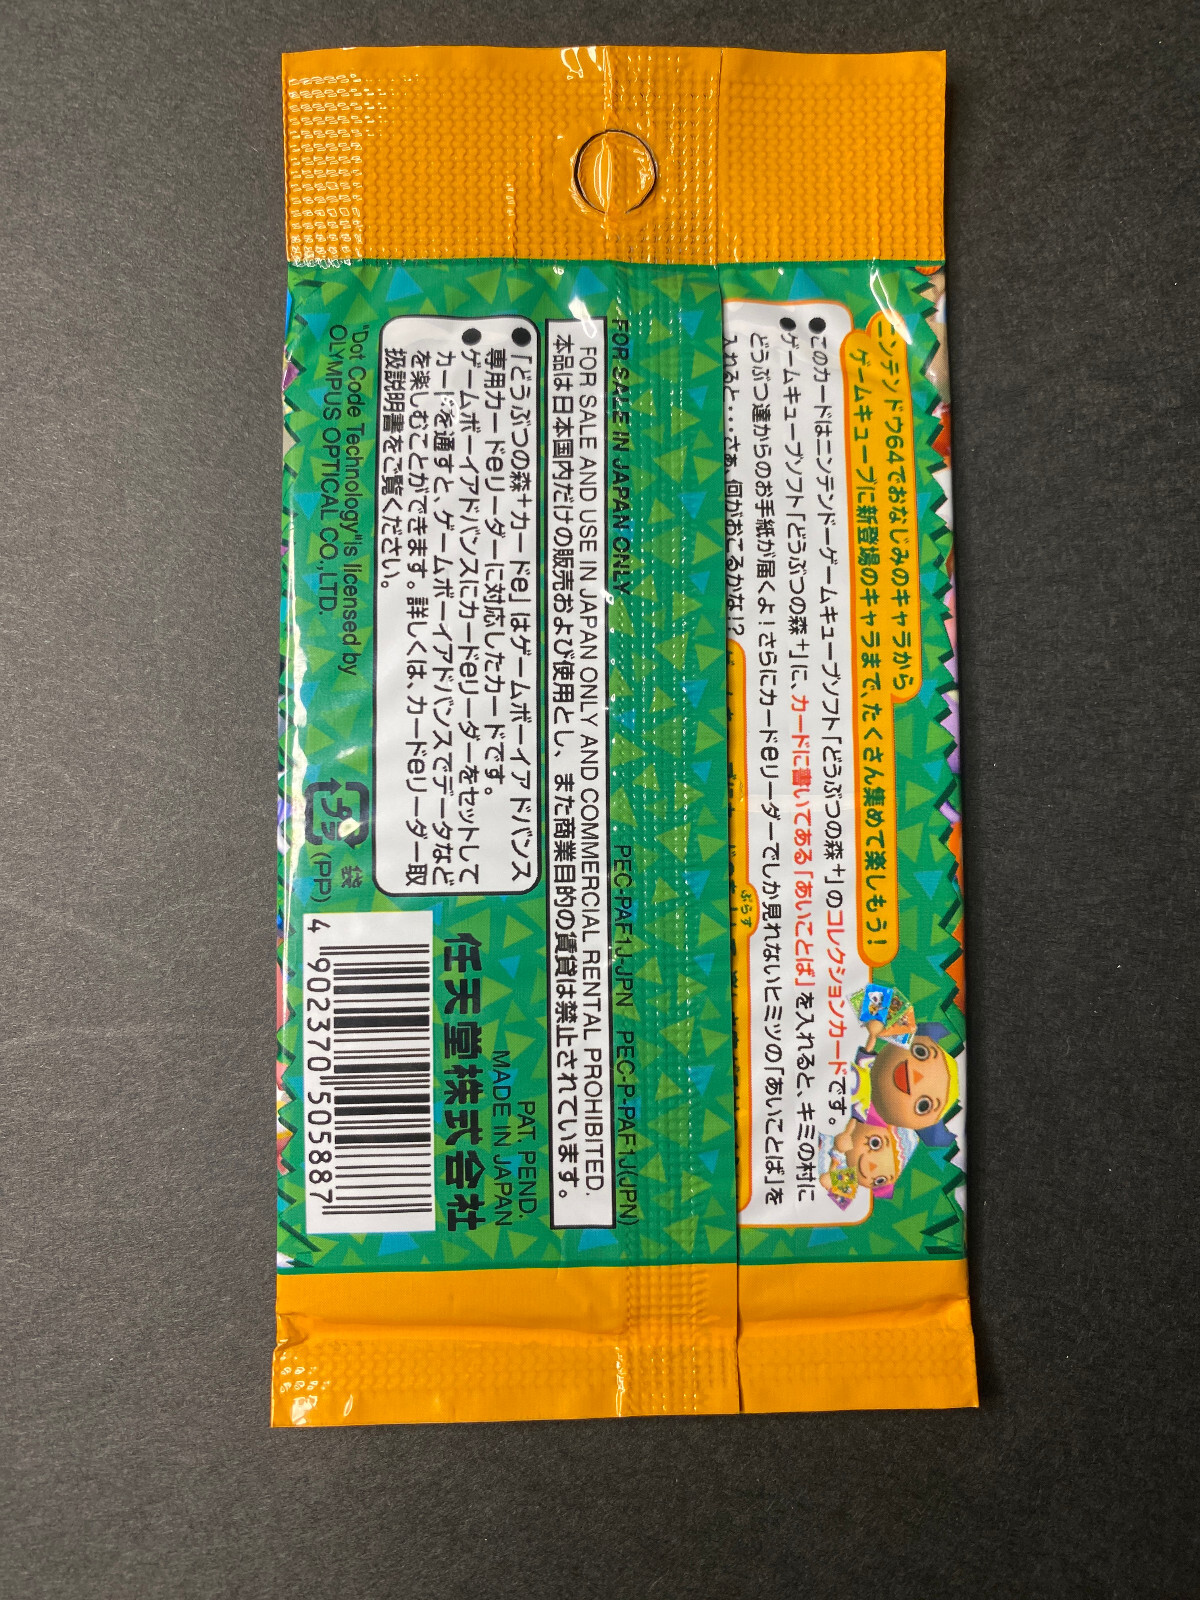 ニンテンドウ64でおなじみのキャラから
ゲームキューブに新登場のキャラまで、たくさん集めて楽しもう！
●このカードはニンテンドーゲームキューブソフト「どうぶつの森+」のコレクションカードです。
●ゲームキューブソフト「どうぶつの森+」に、カードに書いてある「あいことば」を入れると、キミの村に
どうぶつ達からのお手紙が届くよ！さらにカードeリーダーでしか見れないヒミツの「あいことば」を
入れると・・・さぁ、何がおこるかな!?
ぷらす
FOR SALE IN JAPAN ONLY
PEC-PAF1J-JPN PEC-P-PAF1J(JPN)
FOR SALE AND USE IN JAPAN ONLY AND COMMERCIAL RENTAL PROHIBITED.
本品は日本国内だけの販売および使用とし、また商業目的の賃貸は禁止されています。
●「どうぶつの森+カードe」はゲームボーイアドバンス
専用カードeリーダーに対応したカードです。
●ゲームボーイアドバンスにカードeリーダーをセットして
カードを通すと、ゲームボーイアドバンスでデータなど
を楽しむことができます。詳しくは、カードeリーダー取
扱説明書をご覧ください。
PAT. PEND.
MADE IN JAPAN
任天堂株式会社
"Dot Code Technology"is licensed by
OLYMPUS OPTICAL CO.,LTD.
プラ
袋
(PP)
4 902370 505887